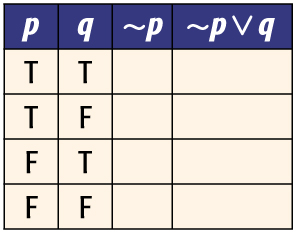 p q ~p ~p∨q
T T
T F
F T
F F